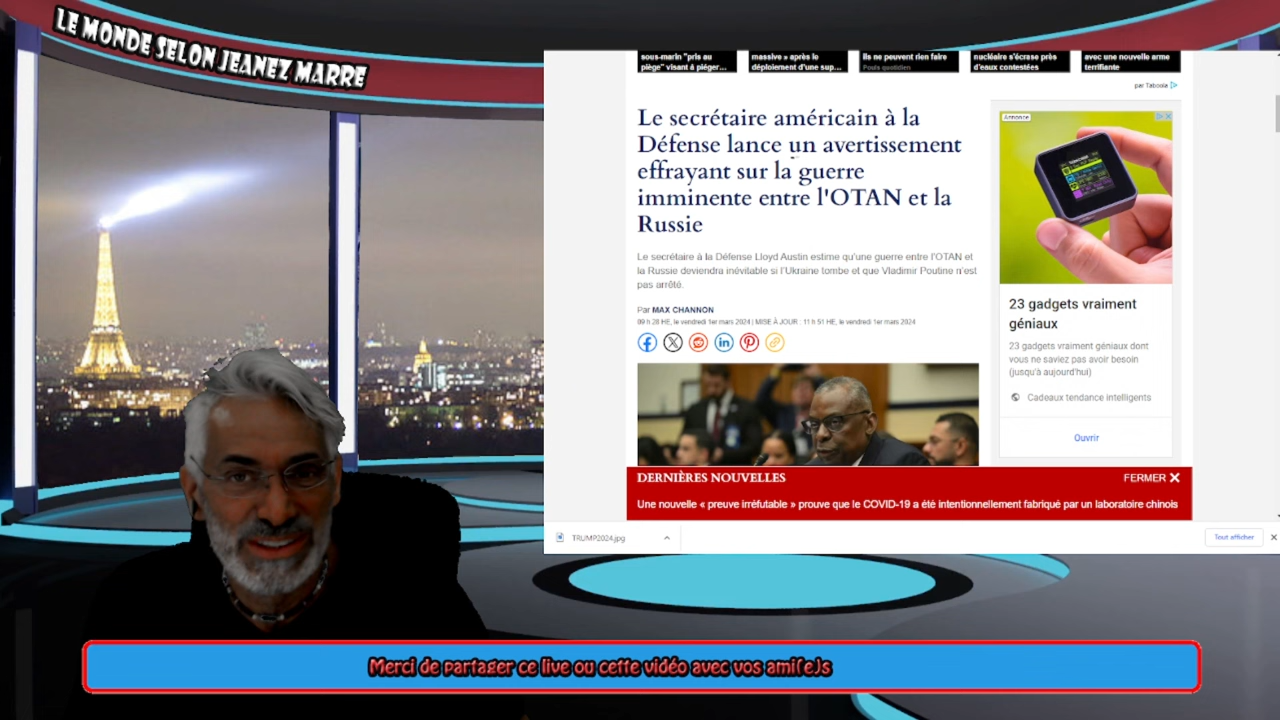 LE MONDE SELON JEANEZ MARRE
sous-marin "pris au
piège" visant à piéger...
massive » après le
déploiement d'une sup...
ils ne peuvent rien faire
Pouls quotidien
nucléaire s'écrase près
d'eaux contestées
avec une nouvelle arme
terrifiante
par Taboola
Le secrétaire américain à la
Défense lance un avertissement
effrayant sur la guerre
imminente entre l'OTAN et la
Russie
Le secrétaire à la Défense Lloyd Austin estime qu'une guerre entre l'OTAN et
la Russie deviendra inévitable si l'Ukraine tombe et que Vladimir Poutine n'est
pas arrêté.
Par MAX CHANNON
09 h 28 HE, le vendredi 1er mars 2024 | MISE À JOUR : 11 h 51 HE, le vendredi 1er mars 2024
Annonce
23 gadgets vraiment
géniaux
23 gadgets vraiment géniaux dont
vous ne saviez pas avoir besoin
(jusqu'à aujourd'hui)
Cadeaux tendance intelligents
Ouvrir
DERNIÈRES NOUVELLES
FERMER X
Une nouvelle « preuve irréfutable » prouve que le COVID-19 a été intentionnellement fabriqué par un laboratoire chinois
TRUMP2024.jpg
Tout afficher
Merci de partager ce live ou cette vidéo avec vos ami(e)s